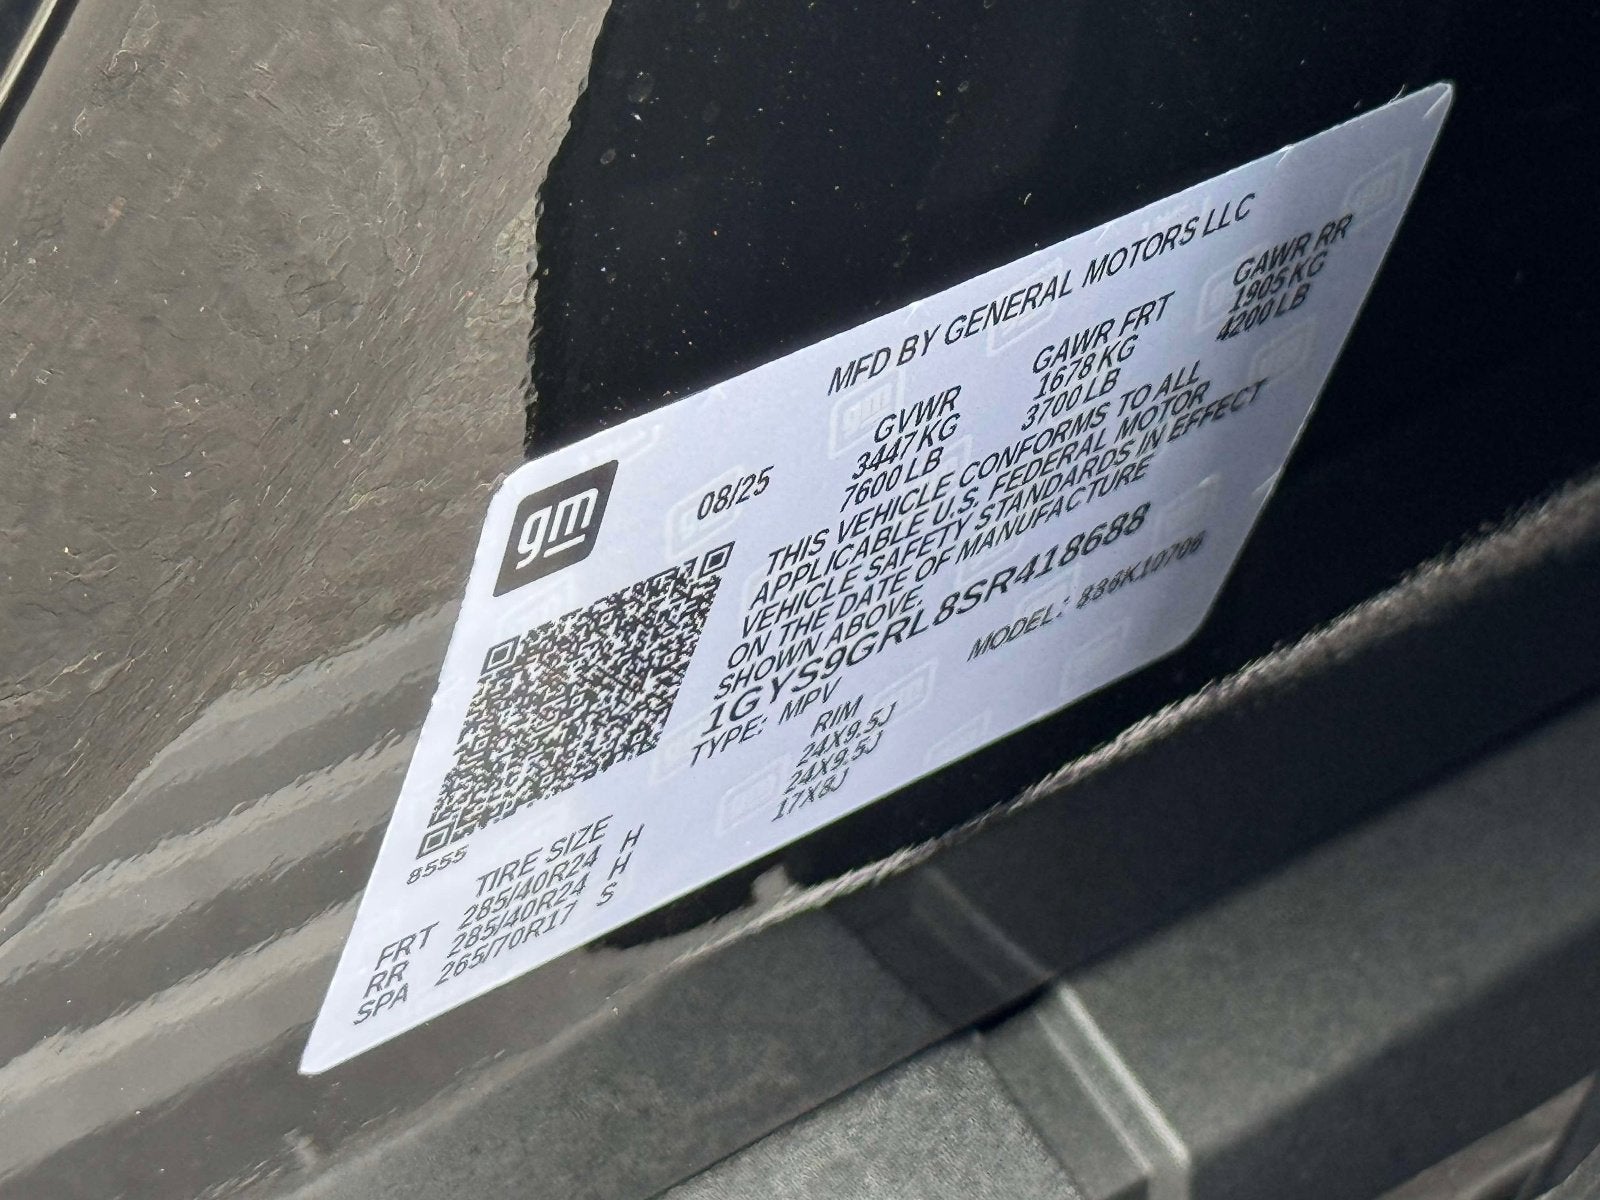 gm
MFD BY GENERAL MOTORS LLC
08/25
GVWR GAWR FRT GAWR RR
3447 KG 1678 KG 1905 KG
7600 LB 3700 LB 4200 LB
THIS VEHICLE CONFORMS TO ALL
APPLICABLE U.S. FEDERAL MOTOR
VEHICLE SAFETY STANDARDS IN EFFECT
ON THE DATE OF MANUFACTURE
SHOWN ABOVE.
1GYS9GRL8SR418688
TYPE: MPV MODEL:
8555
TIRE SIZE RIM
FRT 285/40R24 H 24X9.5J
RR 285/40R24 H 24X9.5J
SPA 265/70R17 S 17X8J